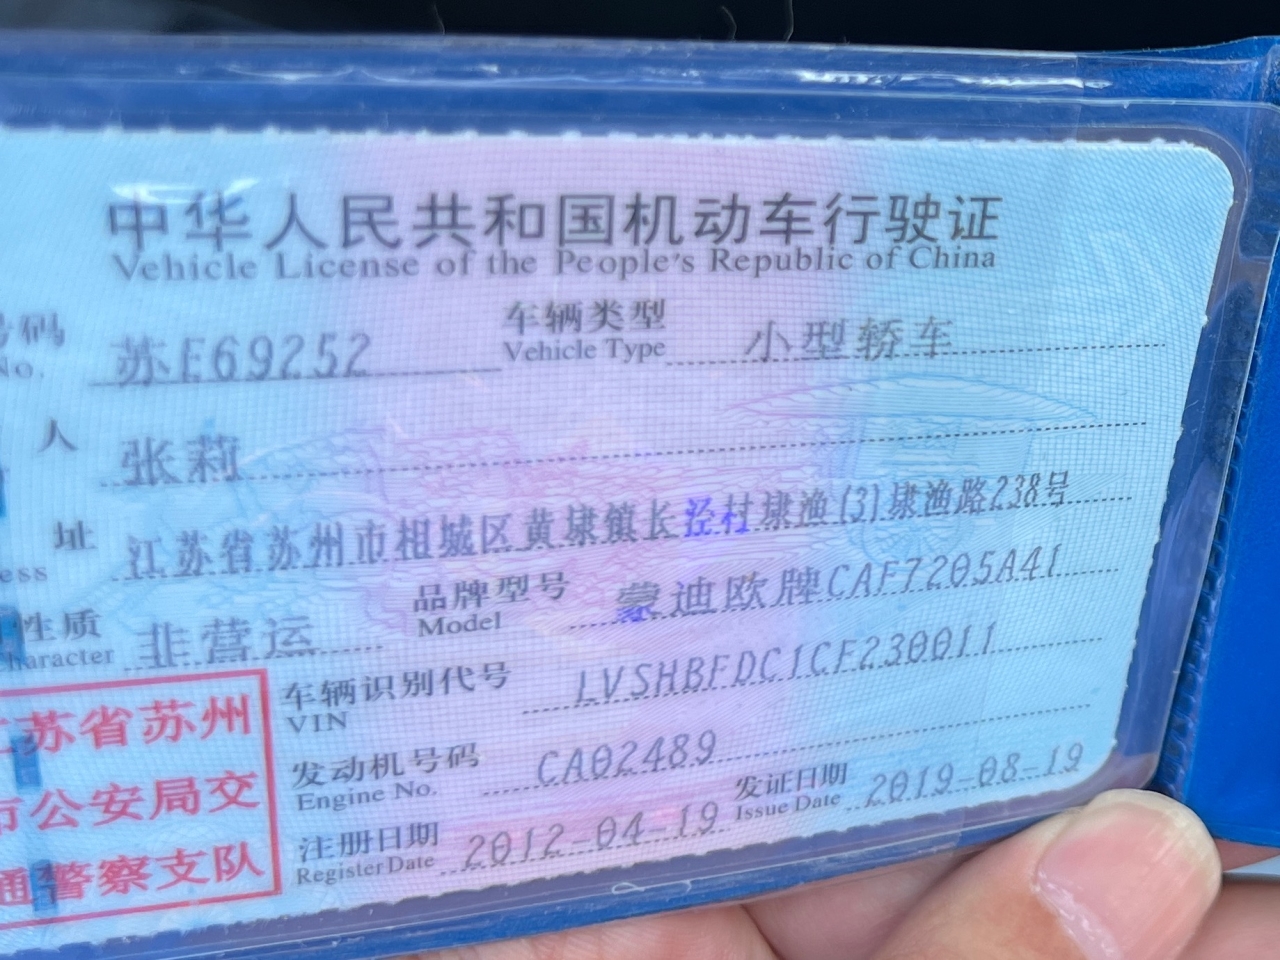 中华人民共和国机动车行驶证
Vehicle License of the People's Republic of China
号码 苏E69252 车辆类型 小型轿车
No. Vehicle Type
人 张莉
址 江苏省苏州市相城区黄埭镇长泾村埭渔(3)埭渔路238号
ess
性质 非营运 品牌型号 蒙迪欧牌CAF7205A41
haracter Model
车辆识别代号 LVSHBFDC1CF230011
VIN
江苏省苏州
市公安局交
通警察支队
发动机号码 CA02489
Engine No.
注册日期 2012-04-19 发证日期 2019-08-19
Register Date Issue Date